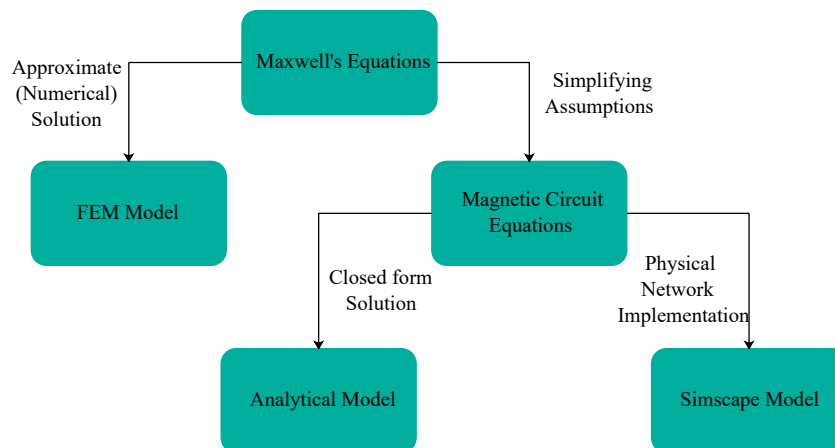 Maxwell's Equations
Approximate
(Numerical)
Solution
Simplifying
Assumptions
FEM Model
Magnetic Circuit
Equations
Closed form
Solution
Physical
Network
Implementation
Analytical Model
Simscape Model